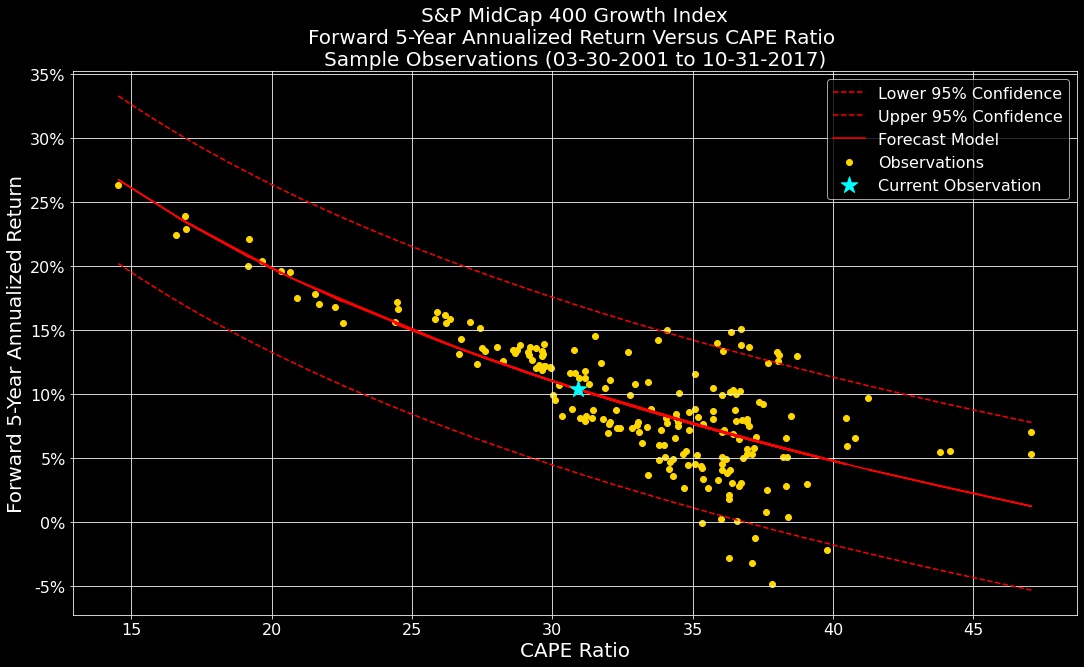 S&P MidCap 400 Growth Index
Forward 5-Year Annualized Return Versus CAPE Ratio
Sample Observations (03-30-2001 to 10-31-2017)
Lower 95% Confidence
Upper 95% Confidence
Forecast Model
Observations
Current Observation
Forward 5-Year Annualized Return
35%
30%
25%
20%
15%
10%
5%
0%
-5%
15 20 25 30 35 40 45
CAPE Ratio